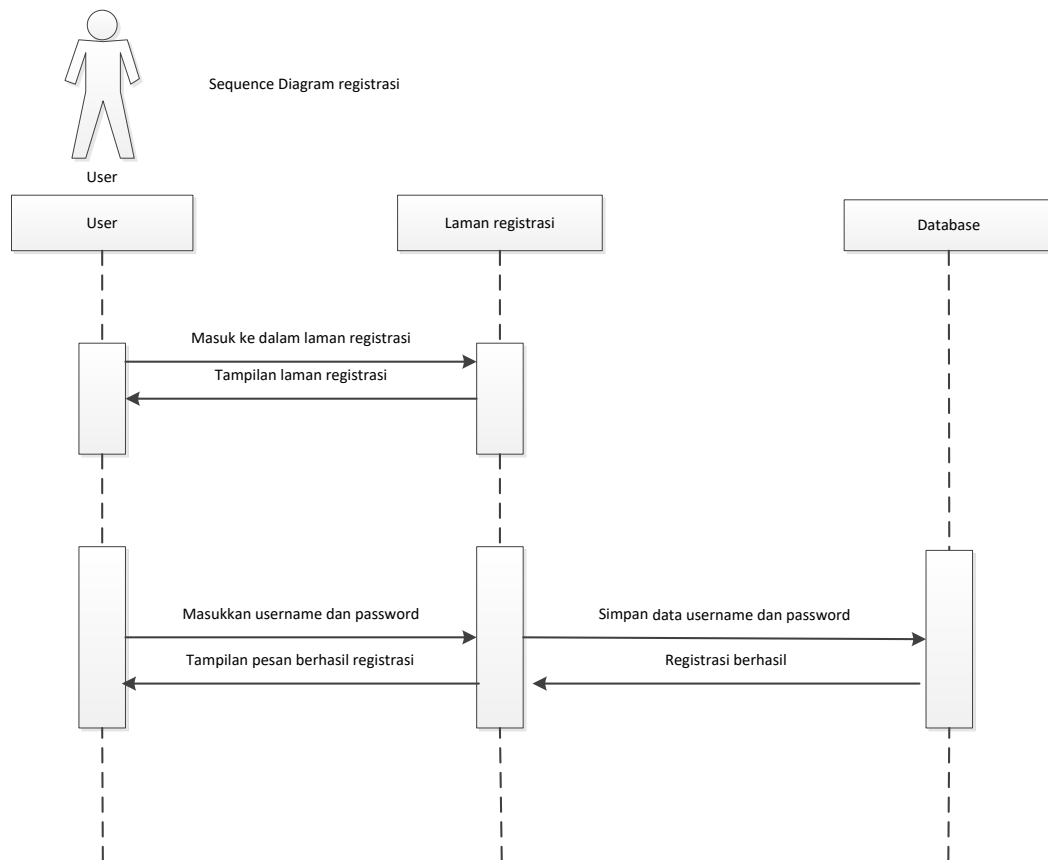 Sequence Diagram registrasi
User
User
Laman registrasi
Database
Masuk ke dalam laman registrasi
Tampilan laman registrasi
Masukkan username dan password
Simpan data username dan password
Tampilan pesan berhasil registrasi
Registrasi berhasil